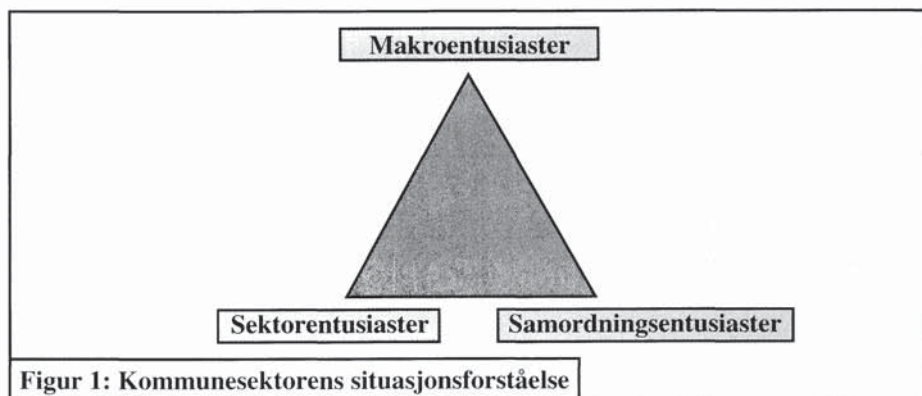 Makroentusiaster
Sektorentusiaster
Samordningsentusiaster
Figur 1: Kommunesektorens situasjonsforståelse